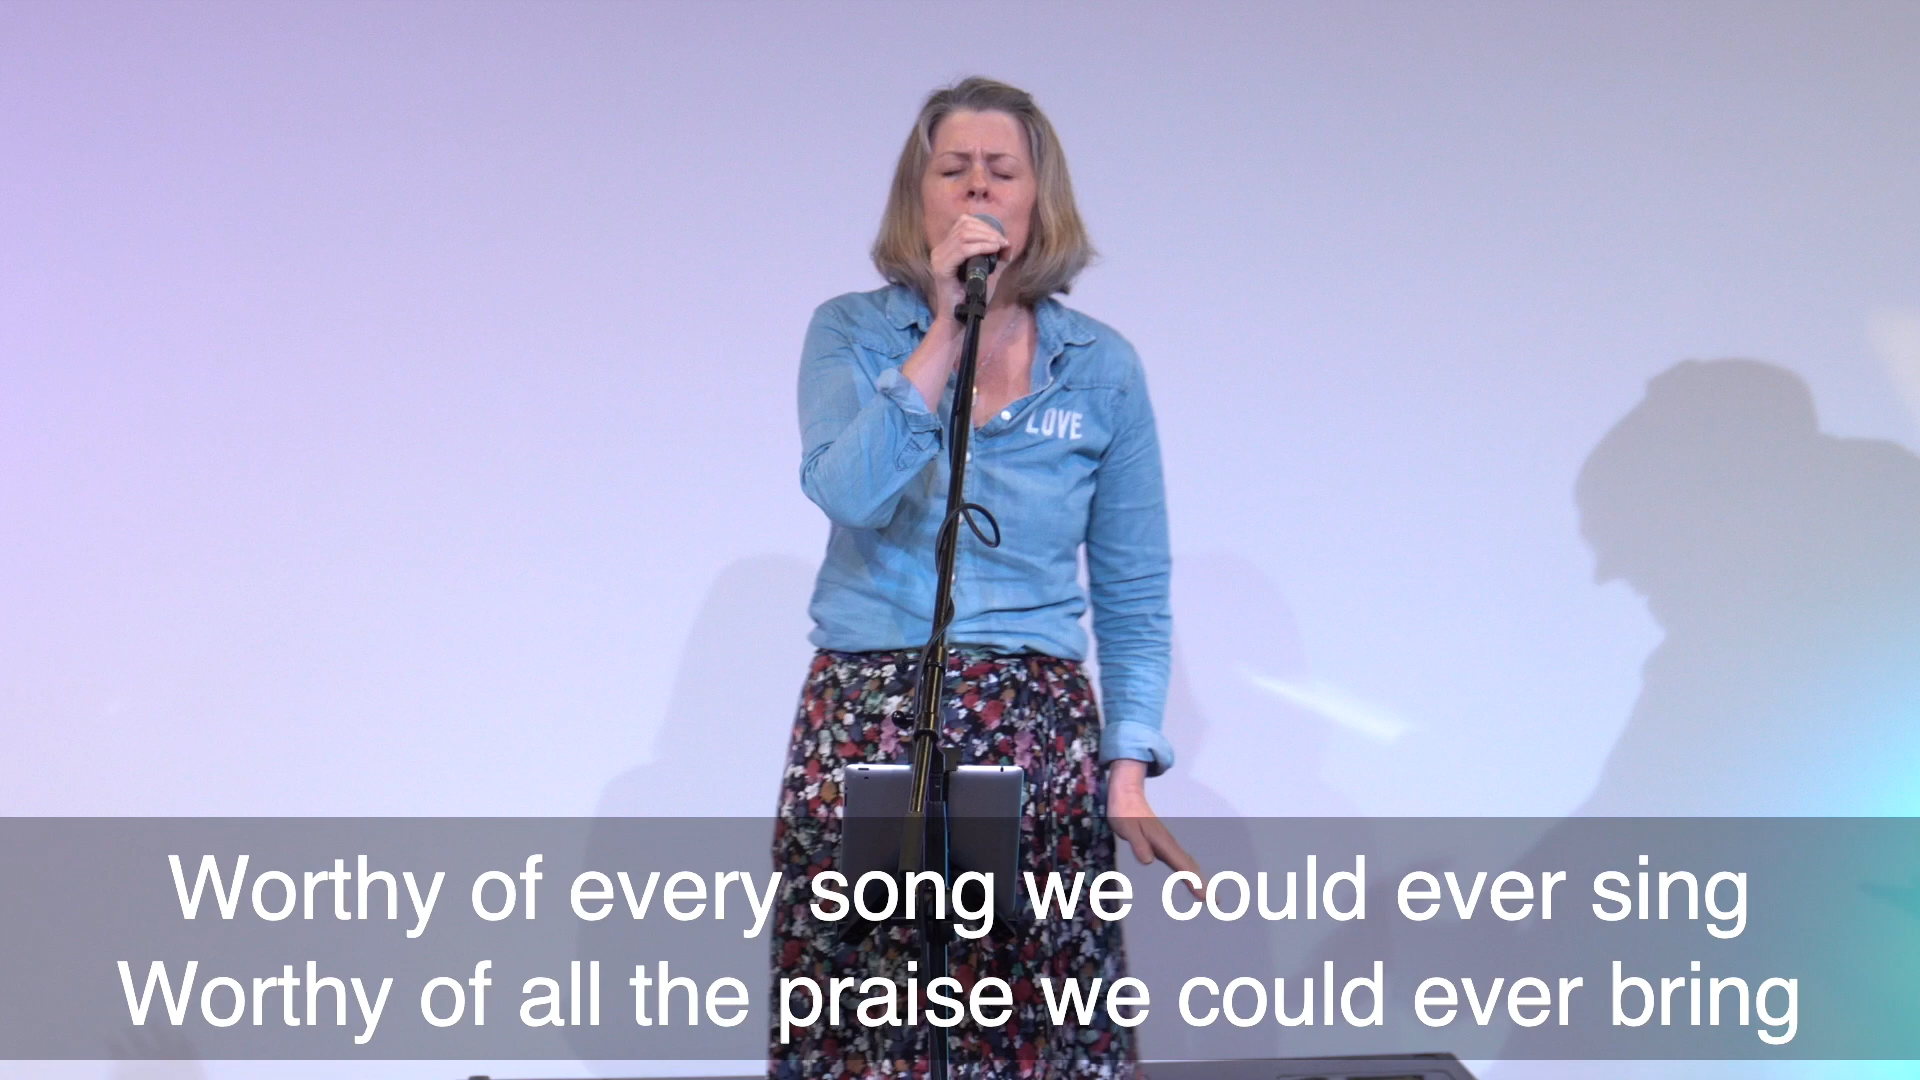 LOVE
Worthy of every song we could ever sing
Worthy of all the praise we could ever bring